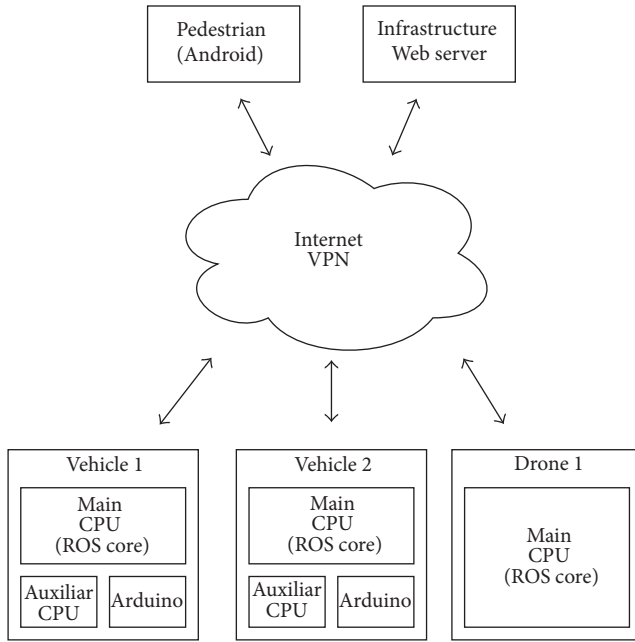 Pedestrian
(Android)
Infrastructure
Web server
Internet
VPN
Vehicle 1
Main
CPU
(ROS core)
Auxiliar
CPU
Arduino
Vehicle 2
Main
CPU
(ROS core)
Auxiliar
CPU
Arduino
Drone 1
Main
CPU
(ROS core)